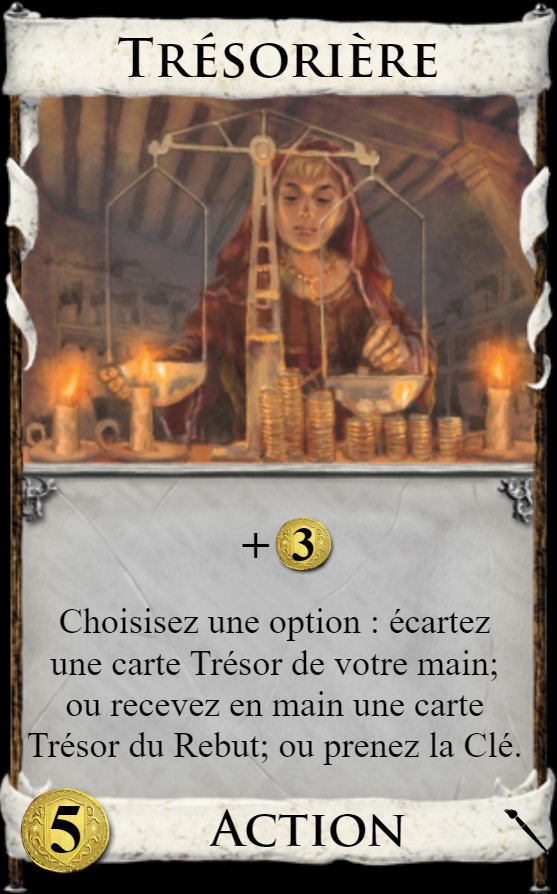 Trésorière
+3
Choisisez une option : écartez
une carte Trésor de votre main;
ou recevez en main une carte
Trésor du Rebut; ou prenez la Clé.
5
Action